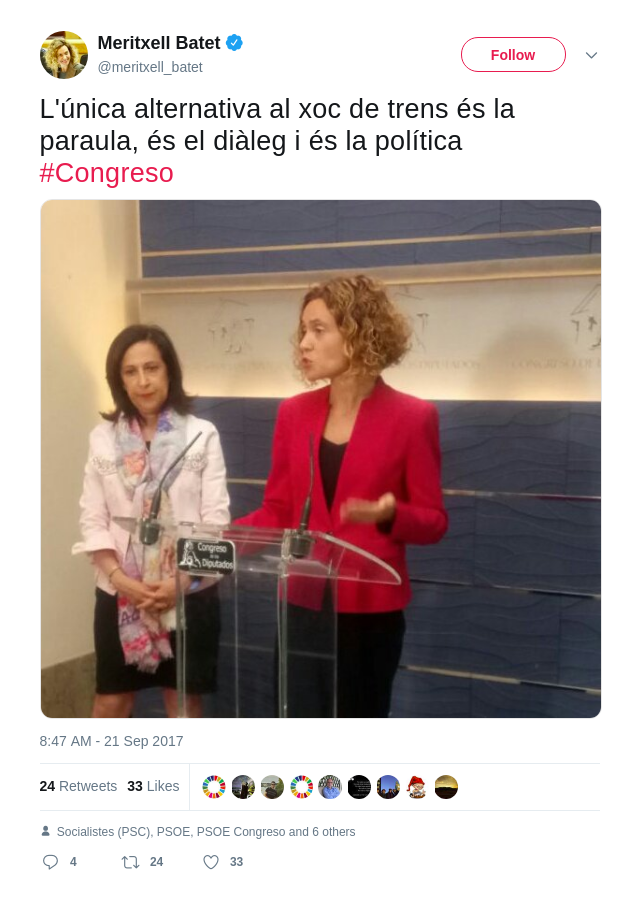 Meritxell Batet
@meritxell_batet
Follow
L'única alternativa al xoc de trens és la
paraula, és el diàleg i és la política
#Congreso
Congreso
Diputados
8:47 AM - 21 Sep 2017
24 Retweets 33 Likes
Socialistes (PSC), PSOE, PSOE Congreso and 6 others
4 24 33